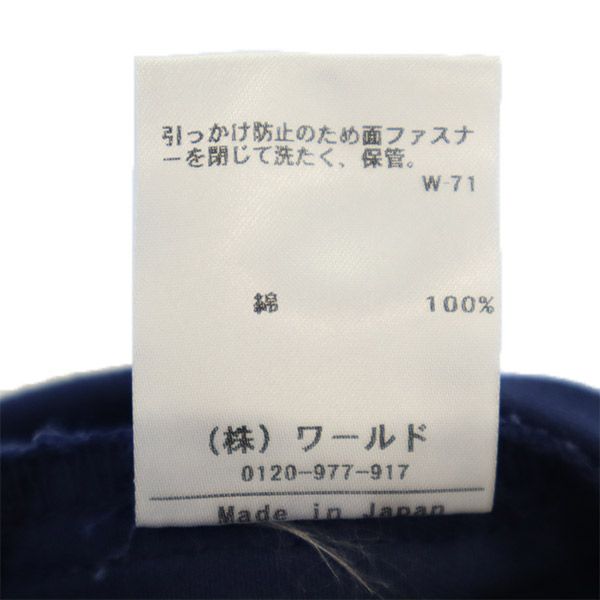 引っかけ防止のため面ファスナ
ーを閉じて洗たく、保管。
W-71
綿 100%
(株) ワールド
0120-977-917
Made in Japan